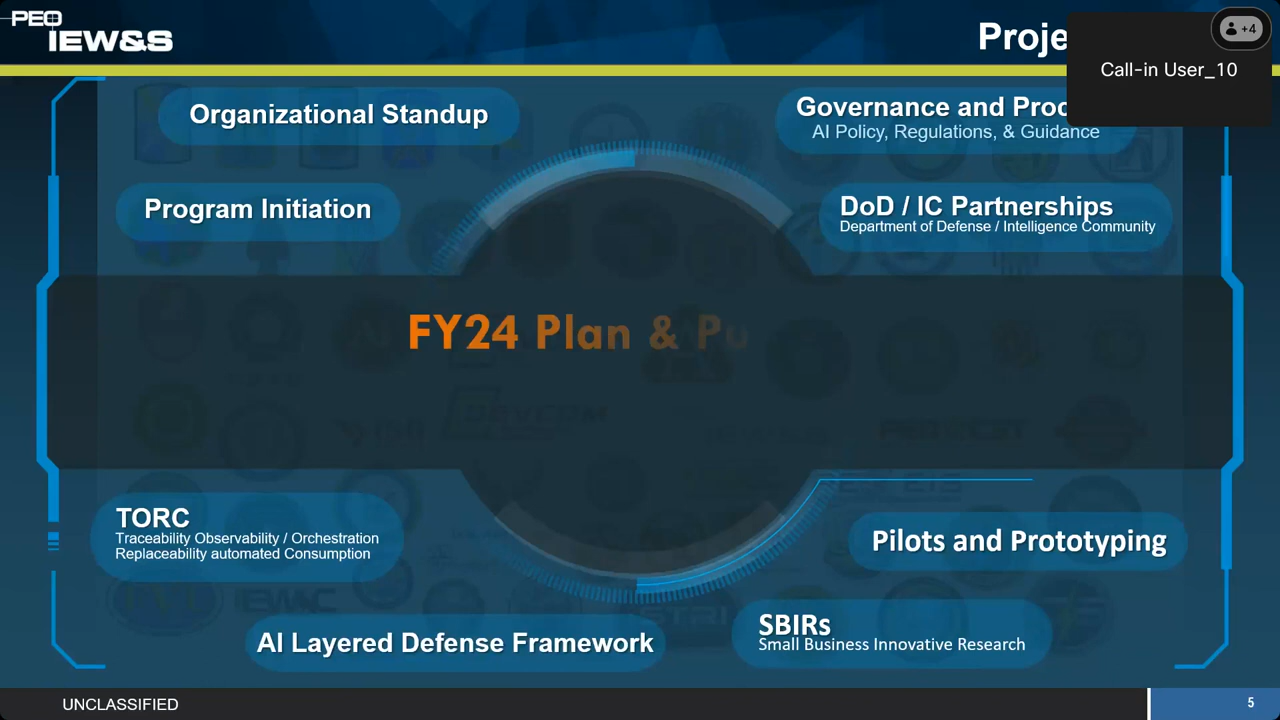 PEO
IEW&S
Proje
+4
Call-in User_10
Organizational Standup
Governance and Proc
AI Policy, Regulations, & Guidance
Program Initiation
DoD / IC Partnerships
Department of Defense / Intelligence Community
FY24 Plan & Pu
TORC
Traceability Observability / Orchestration
Replaceability automated Consumption
Pilots and Prototyping
AI Layered Defense Framework
SBIRs
Small Business Innovative Research
UNCLASSIFIED
5